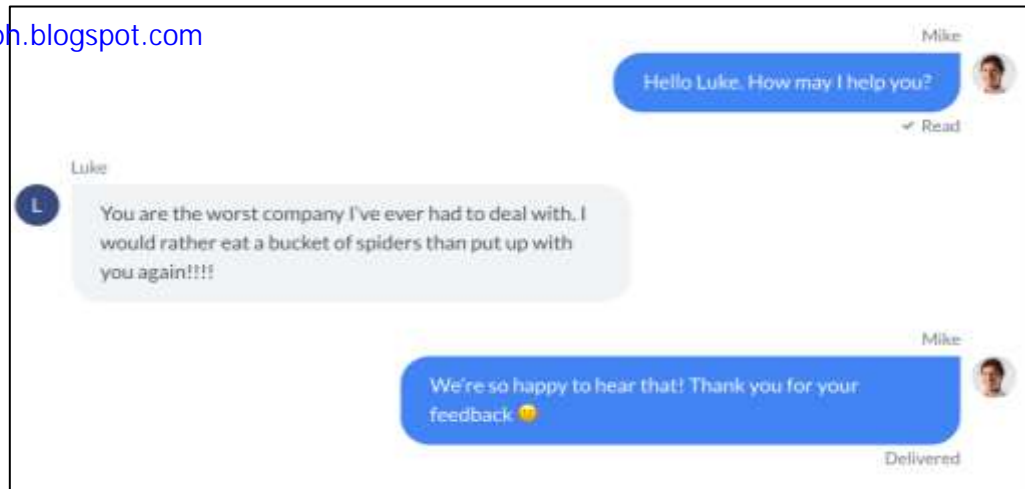 h.blogspot.com
Mike
Hello Luke. How may I help you?
✓ Read
Luke
L
You are the worst company I've ever had to deal with. I
would rather eat a bucket of spiders than put up with
you again!!!!
Mike
We're so happy to hear that! Thank you for your
feedback 🙂
Delivered